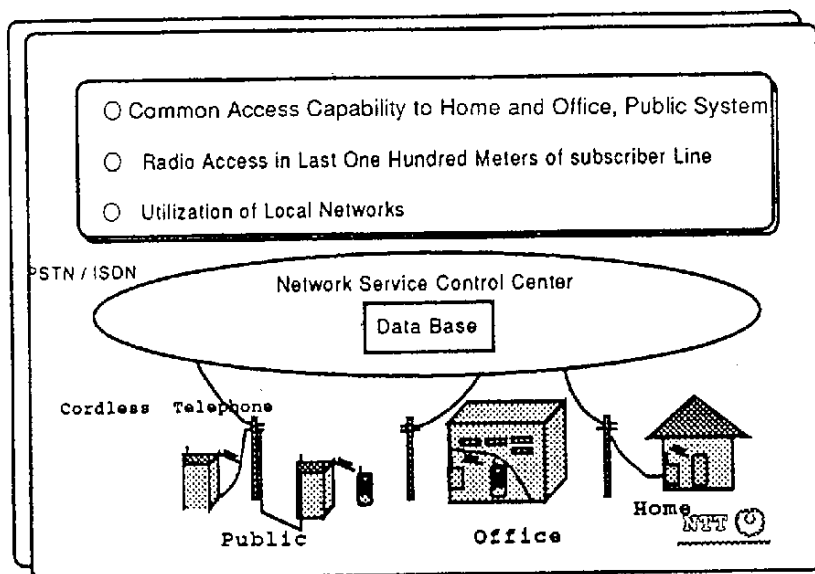 ○ Common Access Capability to Home and Office, Public System
○ Radio Access in Last One Hundred Meters of subscriber Line
○ Utilization of Local Networks
PSTN / ISDN
Network Service Control Center
Data Base
Cordless Telephone
Public
Office
Home
NTT